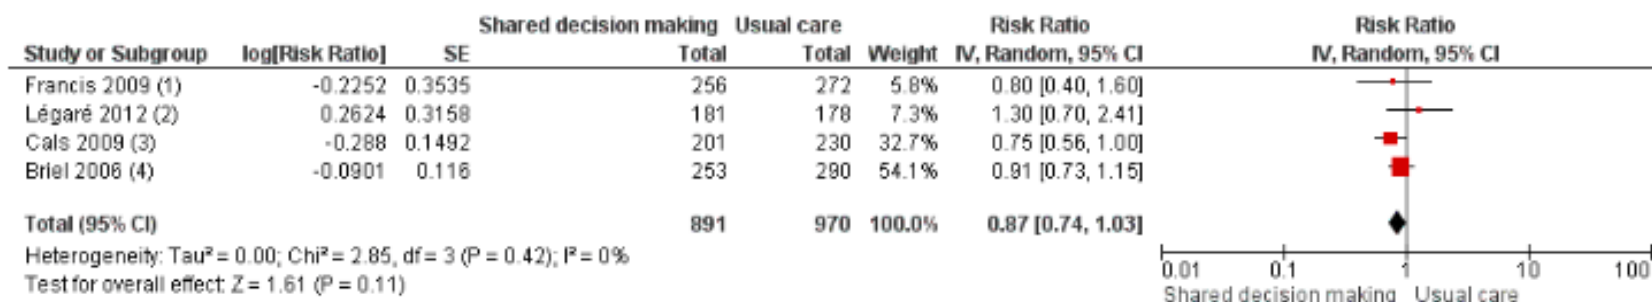 Shared decision making Usual care Risk Ratio Risk Ratio
Study or Subgroup log[Risk Ratio] SE Total Total Weight IV, Random, 95% CI IV, Random, 95% CI
Francis 2009 (1) -0.2252 0.3535 256 272 5.8% 0.80 [0.40, 1.60]
Légaré 2012 (2) 0.2624 0.3158 181 178 7.3% 1.30 [0.70, 2.41]
Cals 2009 (3) -0.288 0.1492 201 230 32.7% 0.75 [0.56, 1.00]
Briel 2006 (4) -0.0901 0.116 253 290 54.1% 0.91 [0.73, 1.15]
Total (95% CI) 891 970 100.0% 0.87 [0.74, 1.03]
Heterogeneity: Tau² = 0.00; Chi² = 2.85, df = 3 (P = 0.42); I² = 0%
Test for overall effect: Z = 1.61 (P = 0.11)
0.01 0.1 1 10 100
Shared decision making Usual care